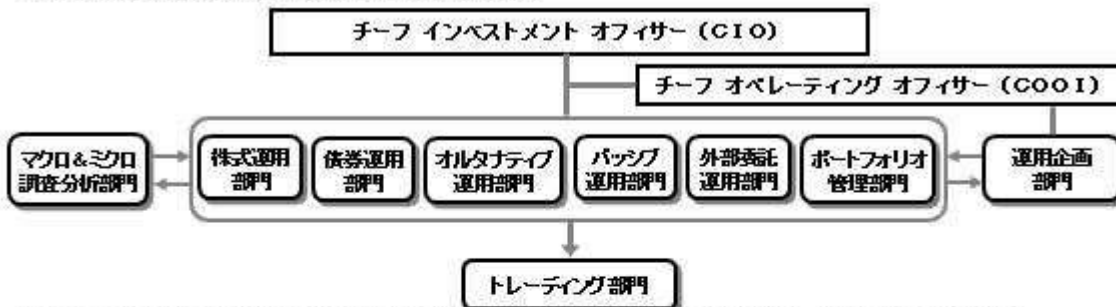 チーフ インベストメント オフィサー (CIO)
チーフ オペレーティング オフィサー (COOI)
マクロ&ミクロ
調査分析部門
株式運用
部門
債券運用
部門
オルタナティブ
運用部門
パッシブ
運用部門
外部委託
運用部門
ポートフォリオ
管理部門
運用企画
部門
トレーディング部門